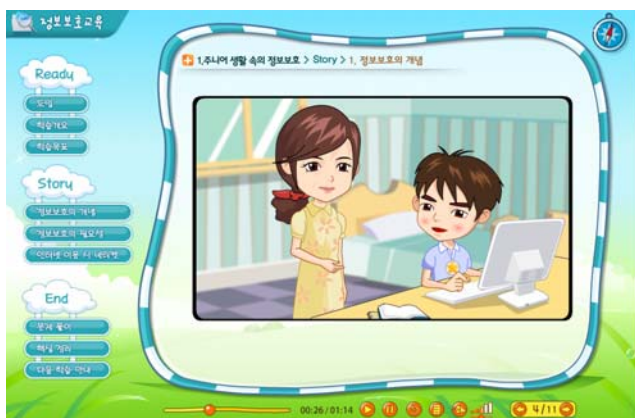 정보보호교육
1.주니어 생활 속의 정보보호 > Story > 1. 정보보호의 개념
Ready
도입
학습개요
학습목표
Story
정보보호의 개념
정보보호의 필요성
인터넷 이용 시 네티켓
End
문제 풀이
핵심 정리
다음 학습 안내
00:26/01:14
4/11